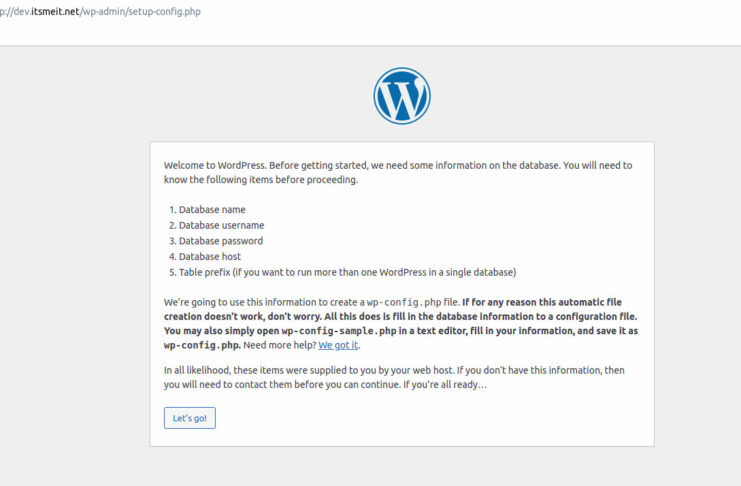 p://dev.itsmeit.net/wp-admin/setup-config.php
Welcome to WordPress. Before getting started, we need some information on the database. You will need to
know the following items before proceeding.
1. Database name
2. Database username
3. Database password
4. Database host
5. Table prefix (if you want to run more than one WordPress in a single database)
We're going to use this information to create a wp-config.php file. If for any reason this automatic file
creation doesn't work, don't worry. All this does is fill in the database information to a configuration file.
You may also simply open wp-config-sample.php in a text editor, fill in your information, and save it as
wp-config.php. Need more help? We got it.
In all likelihood, these items were supplied to you by your web host. If you don't have this information, then
you will need to contact them before you can continue. If you're all ready…
Let's go!